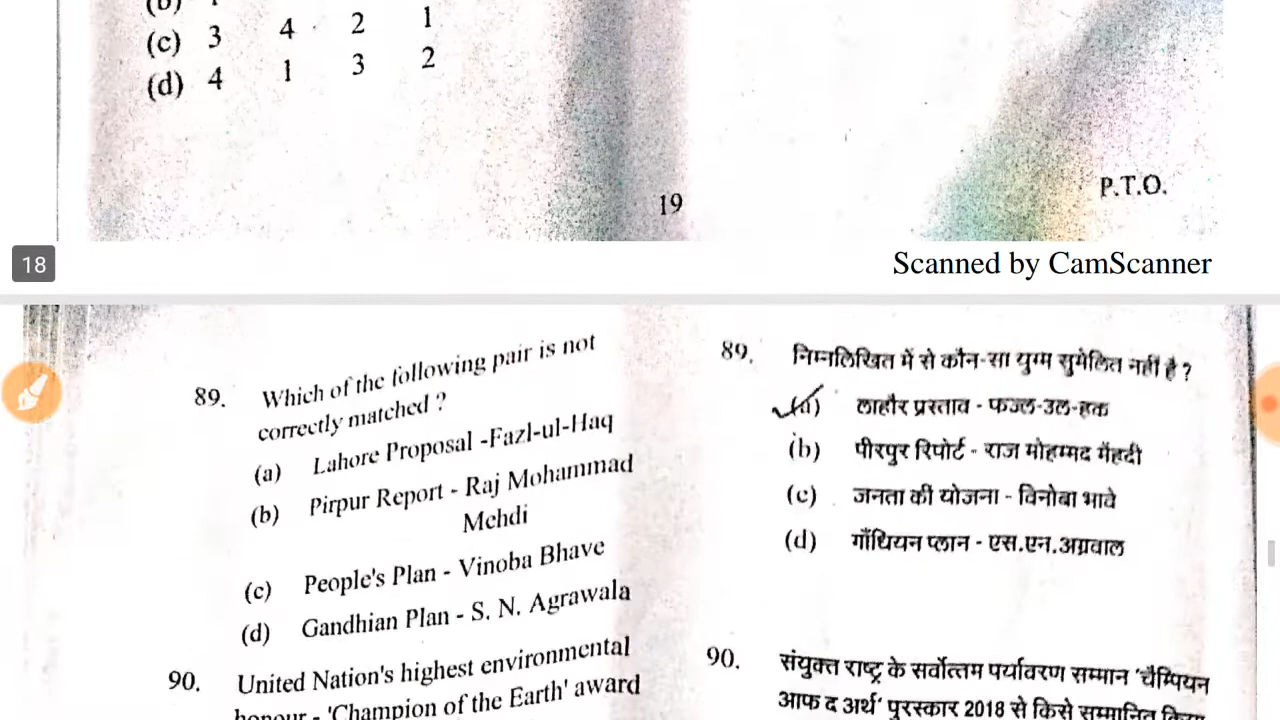 (c) 3 4 2 1
(d) 4 1 3 2
19
P.T.O.
18
Scanned by CamScanner
89. Which of the following pair is not
correctly matched ?
(a) Lahore Proposal -Fazl-ul-Haq
(b) Pirpur Report - Raj Mohammad
Mehdi
(c) People's Plan - Vinoba Bhave
(d) Gandhian Plan - S. N. Agrawala
90. United Nation's highest environmental
honour - 'Champion of the Earth' award
89. निम्नलिखित में से कौन-सा युग्म सुमेलित नहीं है ?
(a) लाहौर प्रस्ताव - फज्ल-उल-हक
(b) पीरपुर रिपोर्ट - राज मोहम्मद मेंहदी
(c) जनता की योजना - विनोबा भावे
(d) गाँधियन प्लान - एस.एन.अग्रवाल
90. संयुक्त राष्ट्र के सर्वोत्तम पर्यावरण सम्मान 'चैम्पियन
आफ द अर्थ' पुरस्कार 2018 से किसे सम्मानित किया